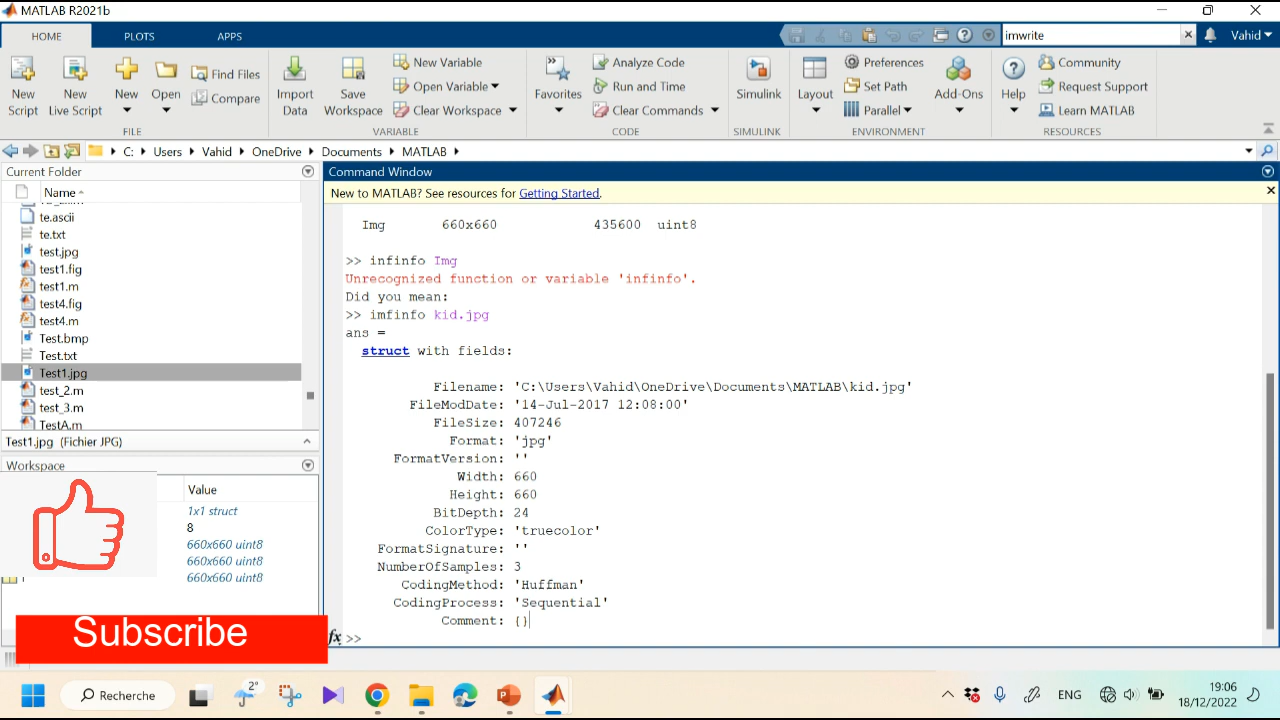 MATLAB R2021b
HOME PLOTS APPS
imwrite
Vahid
New Script
New Live Script
New
Open
Find Files
Compare
Import Data
Save Workspace
New Variable
Open Variable
Clear Workspace
Favorites
Analyze Code
Run and Time
Clear Commands
Simulink
Layout
Preferences
Set Path
Parallel
Add-Ons
Help
Community
Request Support
Learn MATLAB
FILE VARIABLE CODE SIMULINK ENVIRONMENT RESOURCES
C: Users Vahid OneDrive Documents MATLAB
Current Folder
Name
te.ascii
te.txt
test.jpg
test1.fig
test1.m
test4.fig
test4.m
Test.bmp
Test.txt
Test1.jpg
test_2.m
test_3.m
TestA.m
Test1.jpg (Fichier JPG)
Workspace
Value
1x1 struct
8
660x660 uint8
660x660 uint8
660x660 uint8
Subscribe
Command Window
New to MATLAB? See resources for Getting Started.
Img 660x660 435600 uint8
>> infinfo Img
Unrecognized function or variable 'infinfo'.
Did you mean:
>> imfinfo kid.jpg
ans =
struct with fields:
Filename: 'C:\Users\Vahid\OneDrive\Documents\MATLAB\kid.jpg'
FileModDate: '14-Jul-2017 12:08:00'
FileSize: 407246
Format: 'jpg'
FormatVersion: ''
Width: 660
Height: 660
BitDepth: 24
ColorType: 'truecolor'
FormatSignature: ''
NumberOfSamples: 3
CodingMethod: 'Huffman'
CodingProcess: 'Sequential'
Comment: {}
fx >>
Recherche
2°
ENG
19:06
18/12/2022